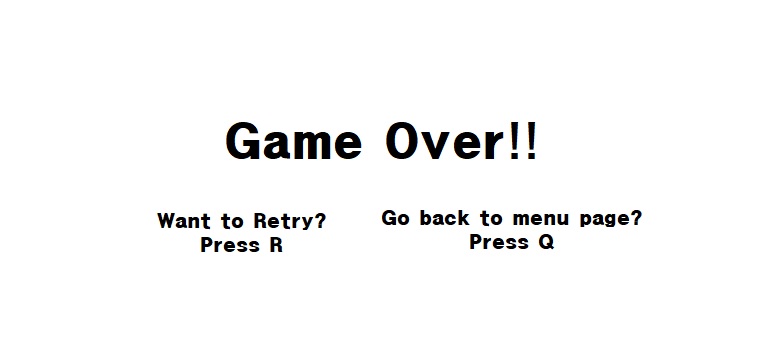 Game Over!!
Want to Retry?
Press R
Go back to menu page?
Press Q